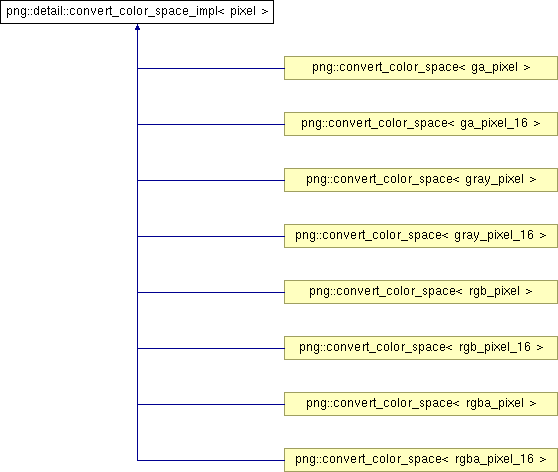 png::detail::convert_color_space_impl< pixel >
png::convert_color_space< ga_pixel >
png::convert_color_space< ga_pixel_16 >
png::convert_color_space< gray_pixel >
png::convert_color_space< gray_pixel_16 >
png::convert_color_space< rgb_pixel >
png::convert_color_space< rgb_pixel_16 >
png::convert_color_space< rgba_pixel >
png::convert_color_space< rgba_pixel_16 >